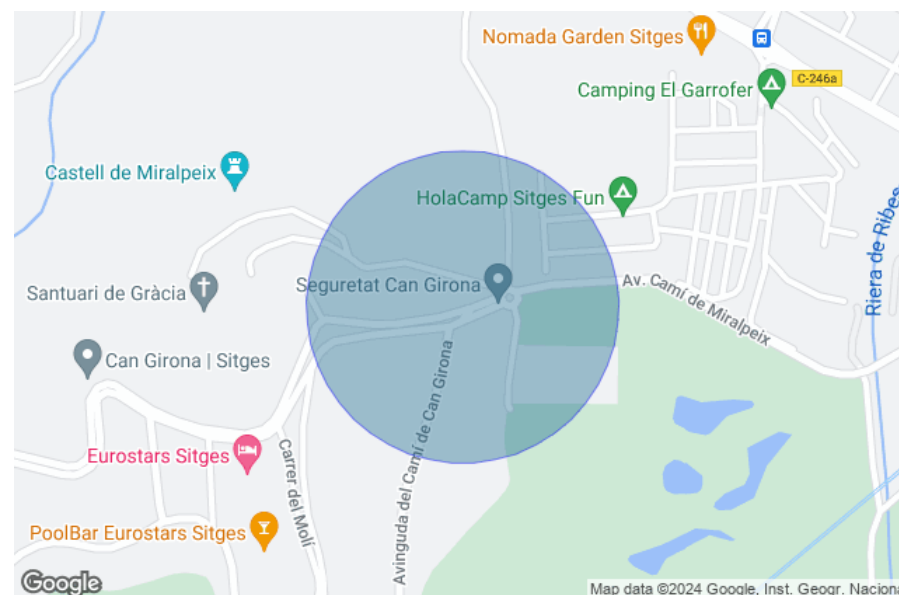 Nomada Garden Sitges
C-246a
Camping El Garrofer
Castell de Miralpeix
HolaCamp Sitges Fun
Riera de Ribes
Seguretat Can Girona
Av. Camí de Miralpeix
Santuari de Gràcia
Can Girona | Sitges
Avinguda del Camí de Can Girona
Eurostars Sitges
Carrer del Molí
PoolBar Eurostars Sitges
Google
Map data ©2024 Google, Inst. Geogr. Naciona